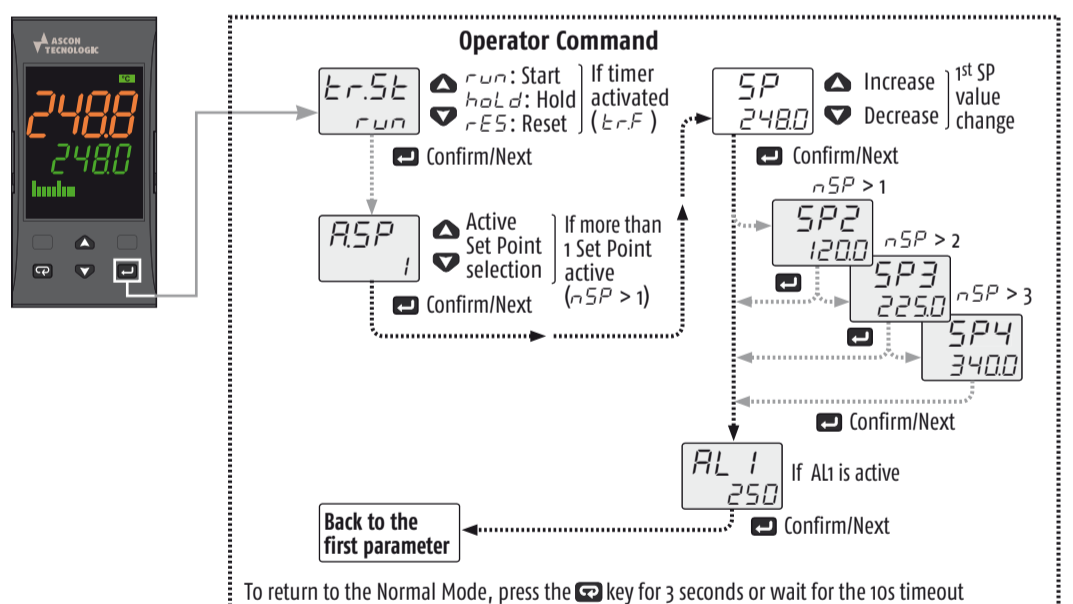 ASCON
TECNOLOGIC
°C
248.8
248.0
Operator Command
tr.St
run
run: Start
hoLd: Hold
rES: Reset
If timer
activated
(tr.F)
Confirm/Next
A.SP
1
Active
Set Point
selection
If more than
1 Set Point
active
(nSP > 1)
Confirm/Next
SP
248.0
Increase
Decrease
1st SP
value
change
Confirm/Next
nSP > 1
SP2
120.0
nSP > 2
SP3
225.0
nSP > 3
SP4
340.0
Confirm/Next
AL 1
250
If AL1 is active
Confirm/Next
Back to the
first parameter
To return to the Normal Mode, press the key for 3 seconds or wait for the 10s timeout